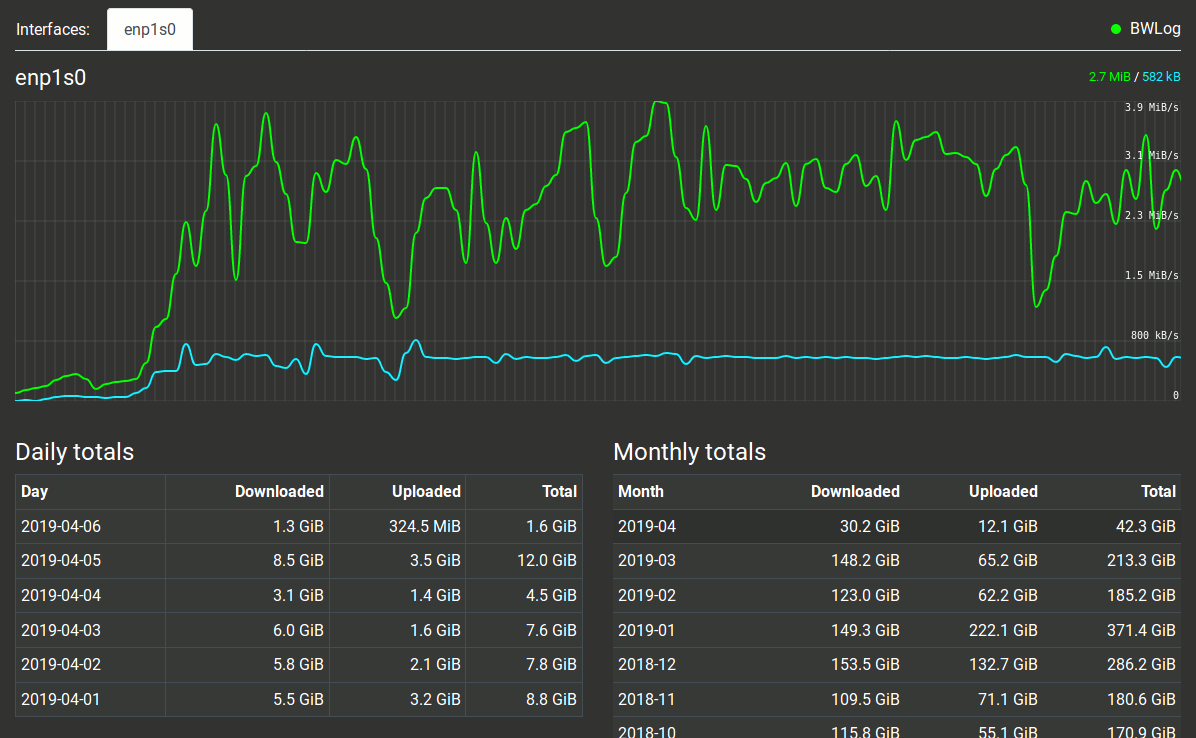 Interfaces: enp1s0 BWLog
enp1s0 2.7 MiB / 582 kB
3.9 MiB/s
3.1 MiB/s
2.3 MiB/s
1.5 MiB/s
800 kB/s
0
Daily totals
Day Downloaded Uploaded Total
2019-04-06 1.3 GiB 324.5 MiB 1.6 GiB
2019-04-05 8.5 GiB 3.5 GiB 12.0 GiB
2019-04-04 3.1 GiB 1.4 GiB 4.5 GiB
2019-04-03 6.0 GiB 1.6 GiB 7.6 GiB
2019-04-02 5.8 GiB 2.1 GiB 7.8 GiB
2019-04-01 5.5 GiB 3.2 GiB 8.8 GiB
Monthly totals
Month Downloaded Uploaded Total
2019-04 30.2 GiB 12.1 GiB 42.3 GiB
2019-03 148.2 GiB 65.2 GiB 213.3 GiB
2019-02 123.0 GiB 62.2 GiB 185.2 GiB
2019-01 149.3 GiB 222.1 GiB 371.4 GiB
2018-12 153.5 GiB 132.7 GiB 286.2 GiB
2018-11 109.5 GiB 71.1 GiB 180.6 GiB
2018-10 115.8 GiB 55.1 GiB 170.9 GiB